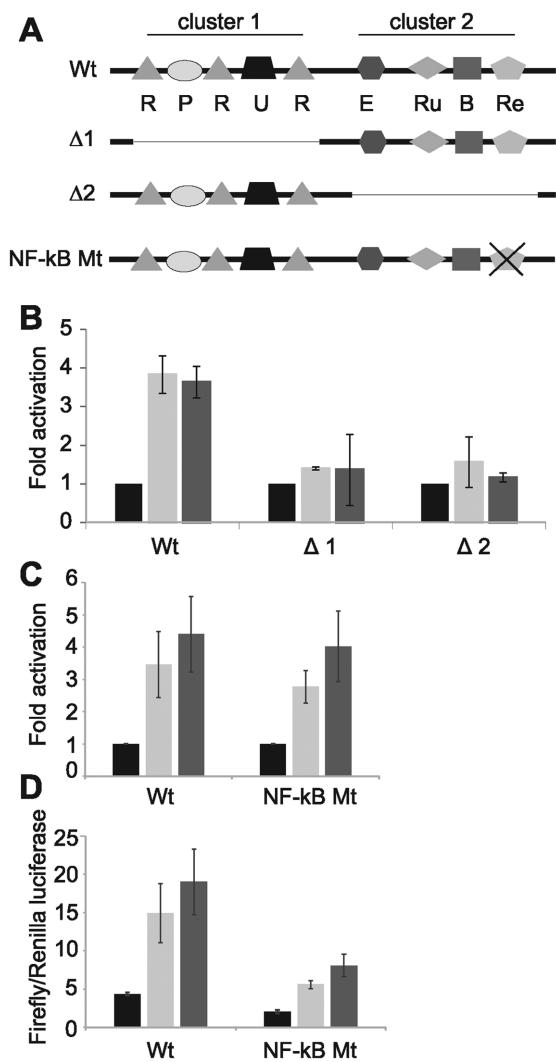 A
cluster 1 cluster 2
Wt
R P R U R E Ru B Re
Δ1
Δ2
NF-kB Mt
B
Fold activation
5
4
3
2
1
0
Wt Δ 1 Δ 2
C
Fold activation
6
5
4
3
2
1
0
Wt NF-kB Mt
D
Firefly/Renilla luciferase
25
20
15
10
5
0
Wt NF-kB Mt